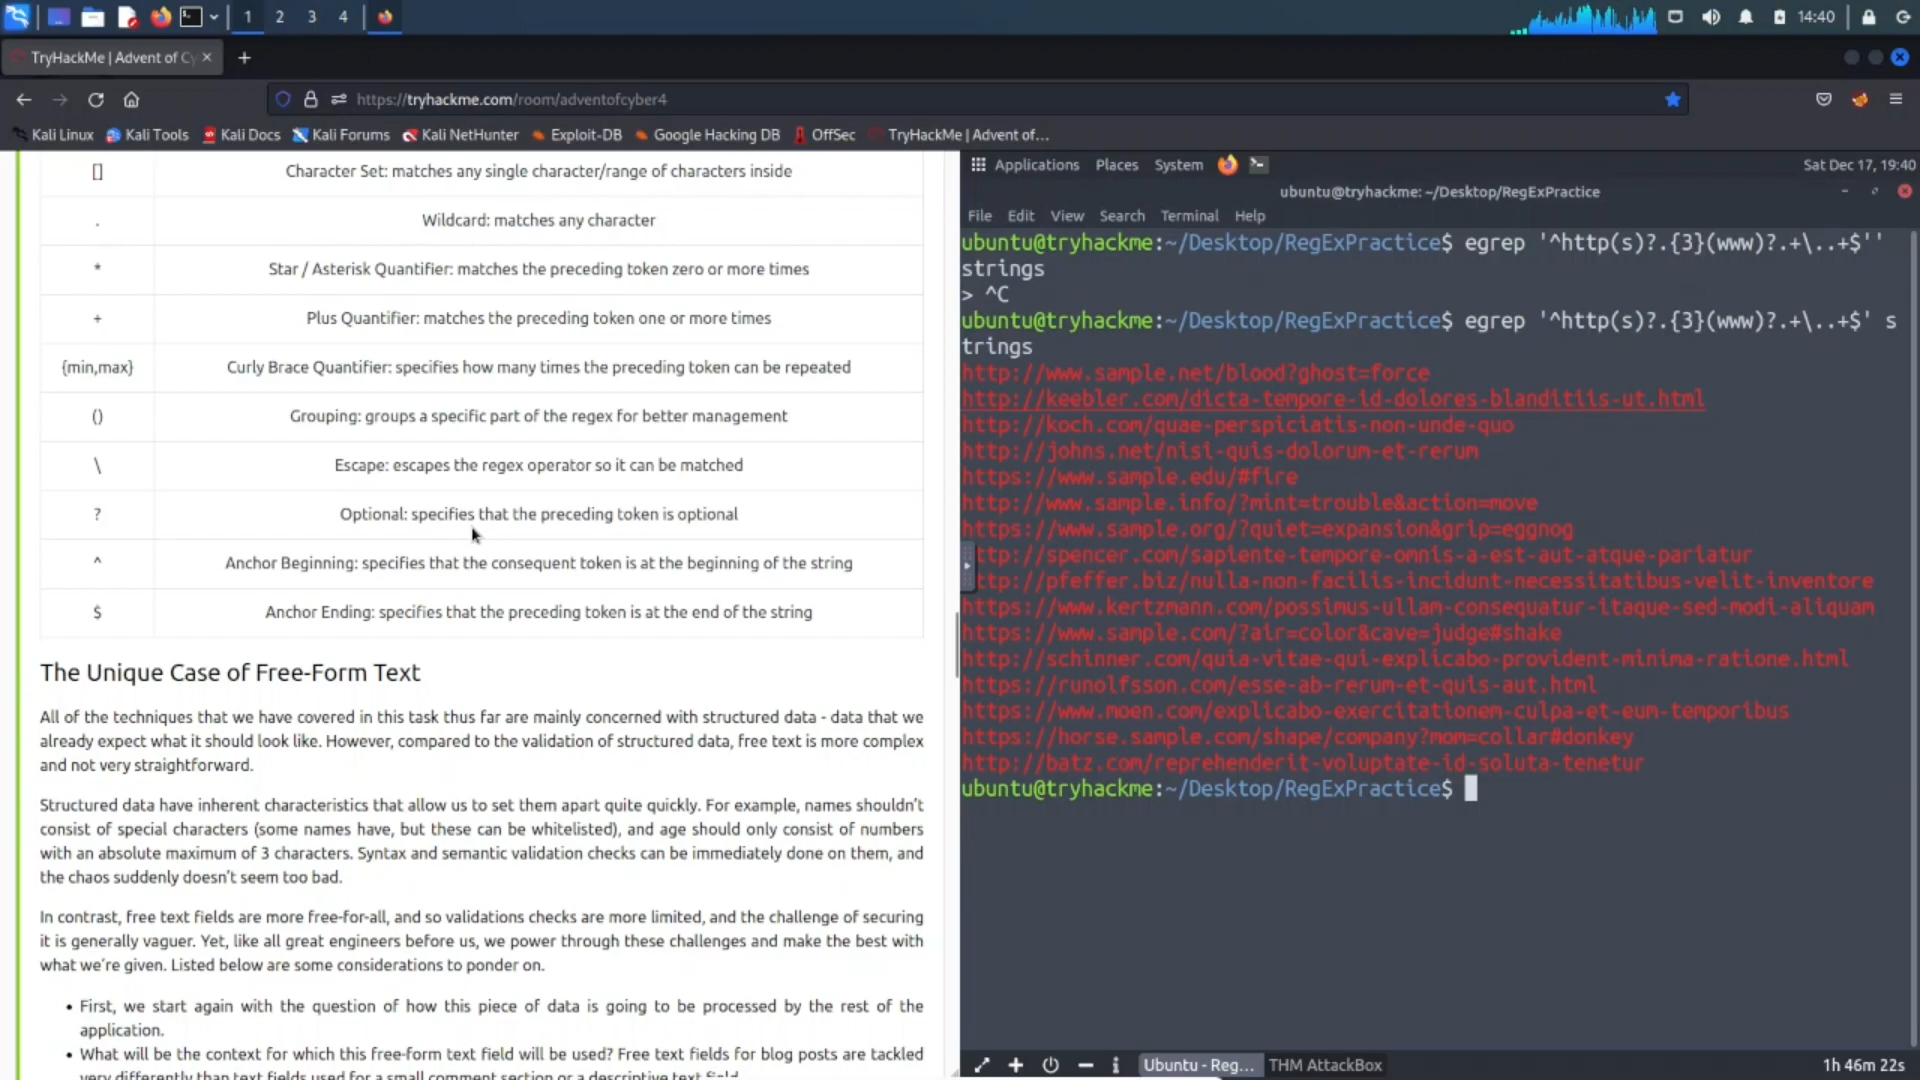 1 2 3 4 14:40
TryHackMe | Advent of Cy
https://tryhackme.com/room/adventofcyber4
Kali Linux Kali Tools Kali Docs Kali Forums Kali NetHunter Exploit-DB Google Hacking DB OffSec TryHackMe | Advent of...
[] Character Set: matches any single character/range of characters inside
. Wildcard: matches any character
* Star / Asterisk Quantifier: matches the preceding token zero or more times
+ Plus Quantifier: matches the preceding token one or more times
{min,max} Curly Brace Quantifier: specifies how many times the preceding token can be repeated
() Grouping: groups a specific part of the regex for better management
\ Escape: escapes the regex operator so it can be matched
? Optional: specifies that the preceding token is optional
^ Anchor Beginning: specifies that the consequent token is at the beginning of the string
$ Anchor Ending: specifies that the preceding token is at the end of the string
The Unique Case of Free-Form Text
All of the techniques that we have covered in this task thus far are mainly concerned with structured data - data that we
already expect what it should look like. However, compared to the validation of structured data, free text is more complex
and not very straightforward.
Structured data have inherent characteristics that allow us to set them apart quite quickly. For example, names shouldn't
consist of special characters (some names have, but these can be whitelisted), and age should only consist of numbers
with an absolute maximum of 3 characters. Syntax and semantic validation checks can be immediately done on them, and
the chaos suddenly doesn't seem too bad.
In contrast, free text fields are more free-for-all, and so validations checks are more limited, and the challenge of securing
it is generally vaguer. Yet, like all great engineers before us, we power through these challenges and make the best with
what we're given. Listed below are some considerations to ponder on.
• First, we start again with the question of how this piece of data is going to be processed by the rest of the
application.
• What will be the context for which this free-form text field will be used? Free text fields for blog posts are tackled
very differently than text fields used for a small comment section or a descriptive text field.
Applications Places System Sat Dec 17, 19:40
ubuntu@tryhackme: ~/Desktop/RegExPractice
File Edit View Search Terminal Help
ubuntu@tryhackme:~/Desktop/RegExPractice$ egrep '^http(s)?.{3}(www)?.+\..+$''
strings
> ^C
ubuntu@tryhackme:~/Desktop/RegExPractice$ egrep '^http(s)?.{3}(www)?.+\..+$' s
trings
http://www.sample.net/blood?ghost=force
http://keebler.com/dicta-tempore-id-dolores-blanditiis-ut.html
http://koch.com/quae-perspiciatis-non-unde-quo
http://johns.net/nisi-quis-dolorum-et-rerum
https://www.sample.edu/#fire
http://www.sample.info/?mint=trouble&action=move
https://www.sample.org/?quiet=expansion&grip=eggnog
ttp://spencer.com/sapiente-tempore-omnis-a-est-aut-atque-pariatur
ttp://pfeffer.biz/nulla-non-facilis-incidunt-necessitatibus-velit-inventore
https://www.kertzmann.com/possimus-ullam-consequatur-itaque-sed-modi-aliquam
https://www.sample.com/?air=color&cave=judge#shake
http://schinner.com/quia-vitae-qui-explicabo-provident-minima-ratione.html
https://runolfsson.com/esse-ab-rerum-et-quis-aut.html
https://www.moen.com/explicabo-exercitationem-culpa-et-eum-temporibus
https://horse.sample.com/shape/company?mom=collar#donkey
http://batz.com/reprehenderit-voluptate-id-soluta-tenetur
ubuntu@tryhackme:~/Desktop/RegExPractice$
Ubuntu - Reg... THM AttackBox 1h 46m 22s